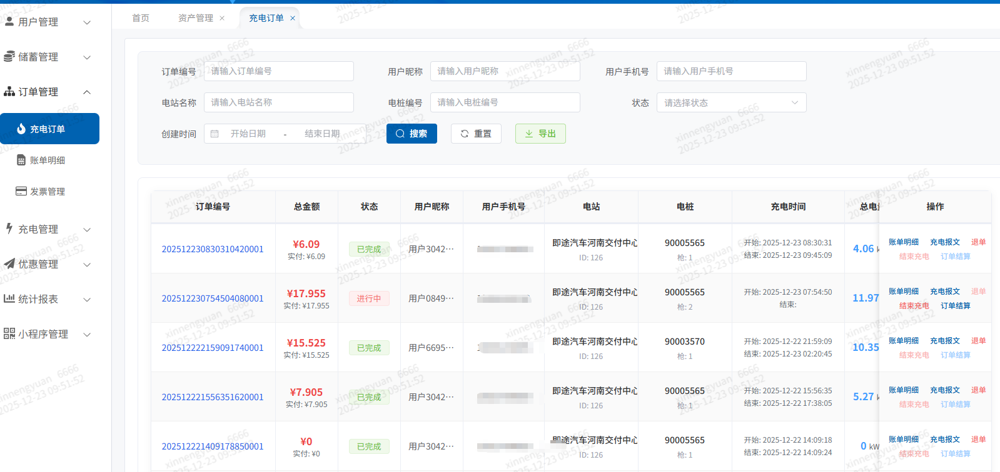 首页 资产管理 × 充电订单 ×
用户管理
储蓄管理
订单管理
充电订单
账单明细
发票管理
充电管理
优惠管理
统计报表
小程序管理
订单编号 请输入订单编号 用户昵称 请输入用户昵称 用户手机号 请输入用户手机号
电站名称 请输入电站名称 电桩编号 请输入电桩编号 状态 请选择状态
创建时间 开始日期 - 结束日期 搜索 重置 导出
订单编号 总金额 状态 用户昵称 用户手机号 电站 电桩 充电时间 总电 操作
202512230830310420001 ¥6.09 已完成 用户3042··· 即途汽车河南交付中心 90005565 开始: 2025-12-23 08:30:31 4.06 账单明细 充电报文 退单
实付: ¥6.09 ID: 126 枪: 1 结束: 2025-12-23 09:45:09 结束充电 订单结算
202512230754504080001 ¥17.955 进行中 用户0849··· 即途汽车河南交付中心 90005565 开始: 2025-12-23 07:54:50 11.97 账单明细 充电报文 退单
实付: ¥17.955 ID: 126 枪: 2 结束: 结束充电 订单结算
202512222159091740001 ¥15.525 已完成 用户6695··· 即途汽车河南交付中心 90003570 开始: 2025-12-22 21:59:09 10.35 账单明细 充电报文 退单
实付: ¥15.525 ID: 126 枪: 1 结束: 2025-12-23 02:20:45 结束充电 订单结算
202512221556351620001 ¥7.905 已完成 用户3042··· 即途汽车河南交付中心 90005565 开始: 2025-12-22 15:56:35 5.27 账单明细 充电报文 退单
实付: ¥7.905 ID: 126 枪: 1 结束: 2025-12-22 17:38:05 结束充电 订单结算
202512221409178850001 ¥0 已完成 用户3042··· 即途汽车河南交付中心 90005565 开始: 2025-12-22 14:09:18 0 kW 账单明细 充电报文 退单
实付: ¥0 ID: 126 枪: 1 结束: 2025-12-22 14:09:24 结束充电 订单结算
xinnengyuan 6666
2025-12-23 09:51:52